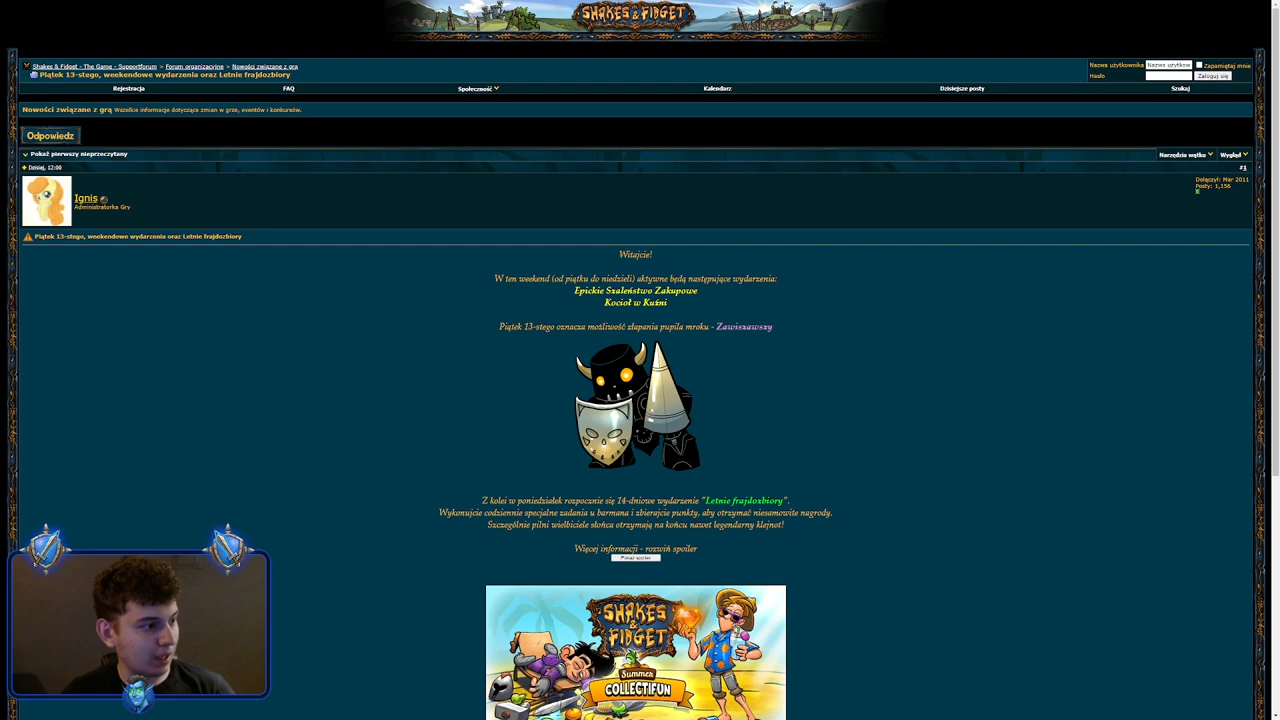 SHAKES & FIDGET
Shakes & Fidget - The Game - Supportforum > Forum organizacyjne > Nowości związane z grą
Piątek 13-stego, weekendowe wydarzenia oraz Letnie frajdozbiory
Nazwa użytkownika
Nazwa użytkow
Zapamiętaj mnie
Hasło
Zaloguj się
Rejestracja
FAQ
Społeczność
Kalendarz
Dzisiejsze posty
Szukaj
Nowości związane z grą Wszelkie informacje dotyczące zmian w grze, eventów i konkursów.
Odpowiedz
Pokaż pierwszy nieprzeczytany
Narzędzia wątku
Wygląd
Dzisiaj, 12:00
#1
Ignis
Administratorka Gry
Dołączył: Mar 2011
Posty: 1,156
Piątek 13-stego, weekendowe wydarzenia oraz Letnie frajdozbiory
Witajcie!
W ten weekend (od piątku do niedzieli) aktywne będą następujące wydarzenia:
Epickie Szaleństwo Zakupowe
Kocioł w Kuźni
Piątek 13-stego oznacza możliwość złapania pupila mroku - Zawiszawszy
Z kolei w poniedziałek rozpocznie się 14-dniowe wydarzenie "Letnie frajdozbiory".
Wykonujcie codziennie specjalne zadania u barmana i zbierajcie punkty, aby otrzymać niesamowite nagrody.
Szczególnie pilni wielbiciele słońca otrzymają na końcu nawet legendarny klejnot!
Więcej informacji - rozwiń spoiler
Pokaż spoiler
SHAKES & FIDGET
Summer
COLLECTIFUN